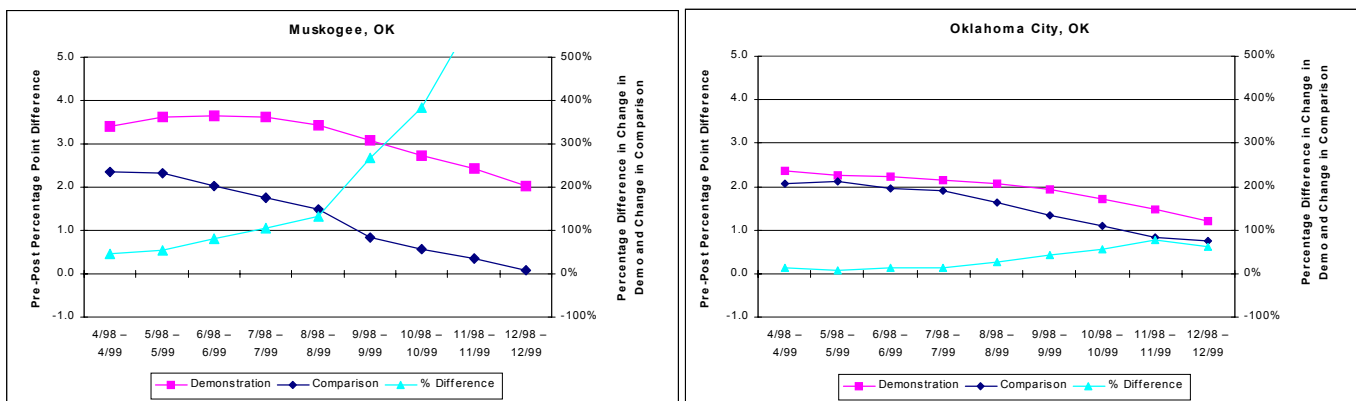 Muskogee, OK
Pre-Post Percentage Point Difference
5.0
4.0
3.0
2.0
1.0
0.0
-1.0
500%
400%
300%
200%
100%
0%
-100%
Percentage Difference in Change in
Demo and Change in Comparison
4/98 – 5/98 – 6/98 – 7/98 – 8/98 – 9/98 – 10/98 – 11/98 – 12/98 –
4/99 5/99 6/99 7/99 8/99 9/99 10/99 11/99 12/99
Demonstration Comparison % Difference
Oklahoma City, OK
Pre-Post Percentage Point Difference
5.0
4.0
3.0
2.0
1.0
0.0
-1.0
500%
400%
300%
200%
100%
0%
-100%
Percentage Difference in Change in
Demo and Change in Comparison
4/98 – 5/98 – 6/98 – 7/98 – 8/98 – 9/98 – 10/98 – 11/98 – 12/98 –
4/99 5/99 6/99 7/99 8/99 9/99 10/99 11/99 12/99
Demonstration Comparison % Difference